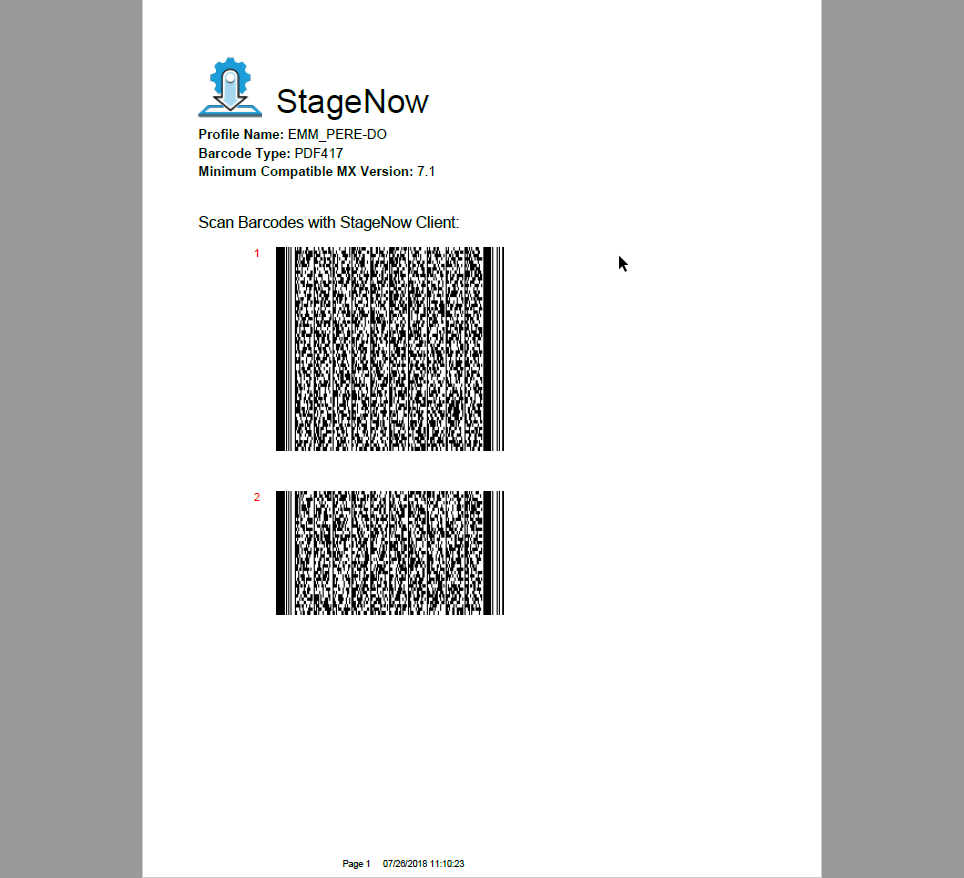 StageNow
Profile Name: EMM_PERE-DO
Barcode Type: PDF417
Minimum Compatible MX Version: 7.1
Scan Barcodes with StageNow Client:
1
2
Page 1 07/26/2018 11:10:23